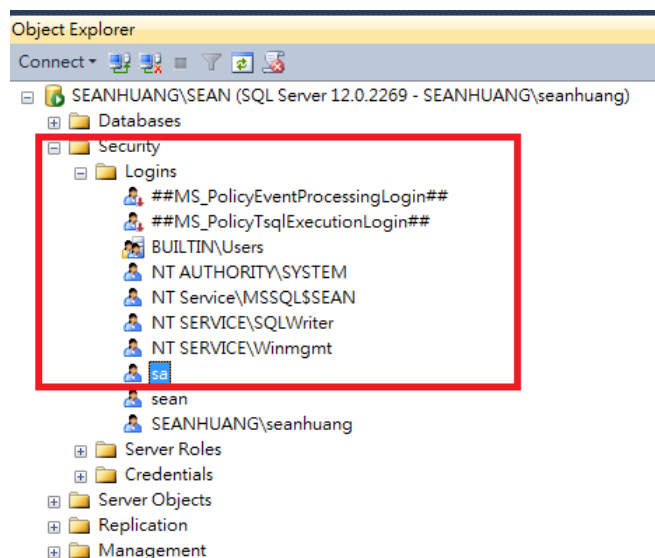 Object Explorer
Connect
SEANHUANG\SEAN (SQL Server 12.0.2269 - SEANHUANG\seanhuang)
Databases
Security
Logins
##MS_PolicyEventProcessingLogin##
##MS_PolicyTsqlExecutionLogin##
BUILTIN\Users
NT AUTHORITY\SYSTEM
NT Service\MSSQL$SEAN
NT SERVICE\SQLWriter
NT SERVICE\Winmgmt
sa
sean
SEANHUANG\seanhuang
Server Roles
Credentials
Server Objects
Replication
Management